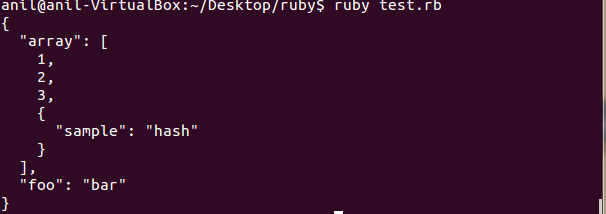 anil@anil-VirtualBox:~/Desktop/ruby$ ruby test.rb
{
  "array": [
    1,
    2,
    3,
    {
      "sample": "hash"
    }
  ],
  "foo": "bar"
}